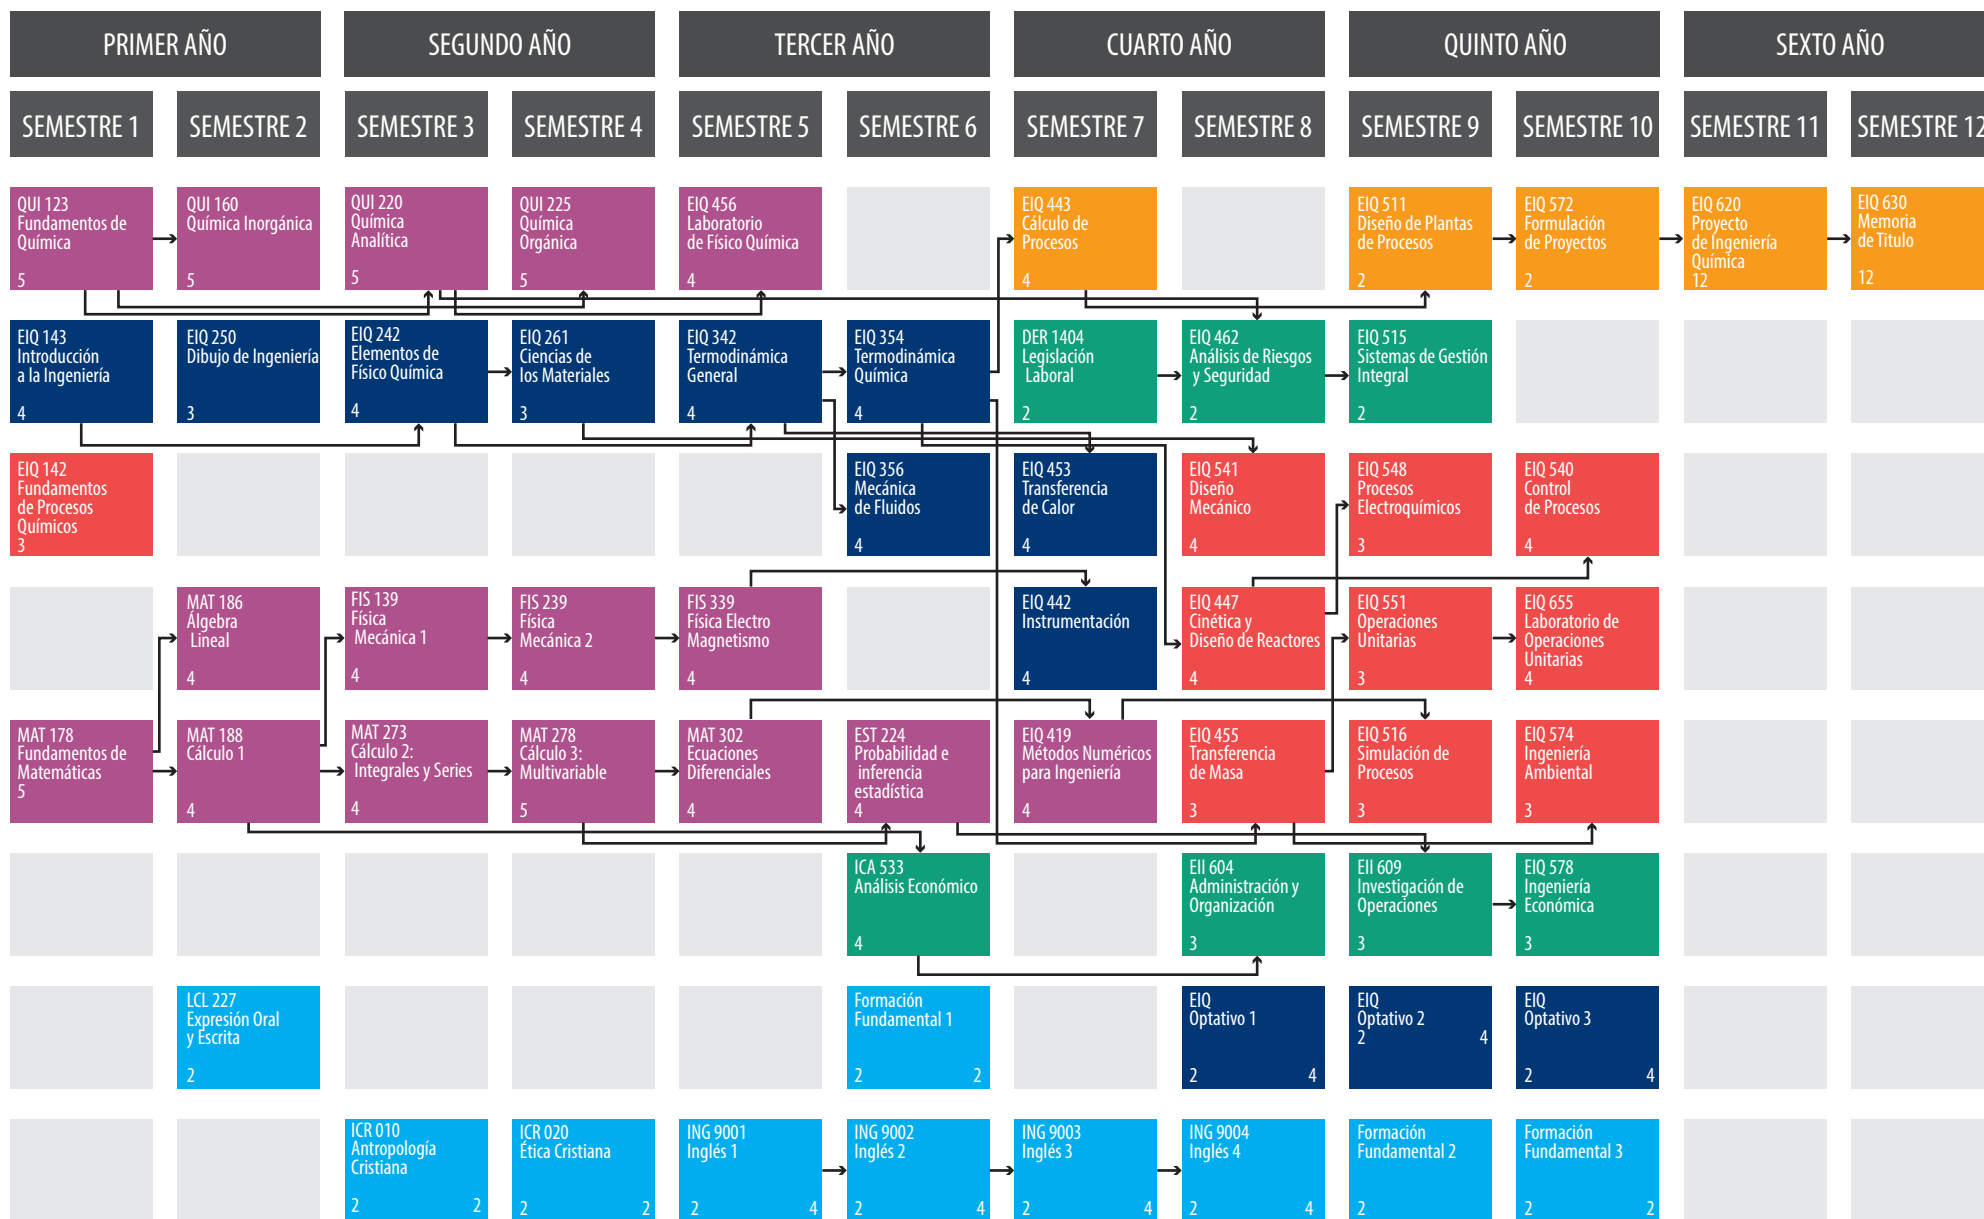 PRIMER AÑO
SEGUNDO AÑO
TERCER AÑO
CUARTO AÑO
QUINTO AÑO
SEXTO AÑO
SEMESTRE 1
SEMESTRE 2
SEMESTRE 3
SEMESTRE 4
SEMESTRE 5
SEMESTRE 6
SEMESTRE 7
SEMESTRE 8
SEMESTRE 9
SEMESTRE 10
SEMESTRE 11
SEMESTRE 12
QUI 123
Fundamentos de
Química
5
QUI 160
Química Inorgánica
5
QUI 220
Química
Analítica
5
QUI 225
Química
Orgánica
5
EIQ 456
Laboratorio
de Físico Química
4
EIQ 443
Cálculo de
Procesos
4
EIQ 511
Diseño de Plantas
de Procesos
2
EIQ 572
Formulación
de Proyectos
2
EIQ 620
Proyecto
de Ingeniería
Química
12
EIQ 630
Memoria
de Titulo
12
EIQ 143
Introducción
a la Ingeniería
4
EIQ 250
Dibujo de Ingeniería
3
EIQ 242
Elementos de
Físico Química
4
EIQ 261
Ciencias de
los Materiales
3
EIQ 342
Termodinámica
General
4
EIQ 354
Termodinámica
Química
4
DER 1404
Legislación
Laboral
2
EIQ 462
Análisis de Riesgos
y Seguridad
2
EIQ 515
Sistemas de Gestión
Integral
2
EIQ 142
Fundamentos
de Procesos
Químicos
3
EIQ 356
Mecánica
de Fluidos
4
EIQ 453
Transferencia
de Calor
4
EIQ 541
Diseño
Mecánico
4
EIQ 548
Procesos
Electroquímicos
3
EIQ 540
Control
de Procesos
4
MAT 186
Álgebra
Lineal
4
FIS 139
Física
Mecánica 1
4
FIS 239
Física
Mecánica 2
4
FIS 339
Física Electro
Magnetismo
4
EIQ 442
Instrumentación
4
EIQ 447
Cinética y
Diseño de Reactores
4
EIQ 551
Operaciones
Unitarias
3
EIQ 655
Laboratorio de
Operaciones
Unitarias
4
MAT 178
Fundamentos de
Matemáticas
5
MAT 188
Cálculo 1
4
MAT 273
Cálculo 2:
Integrales y Series
4
MAT 278
Cálculo 3:
Multivariable
5
MAT 302
Ecuaciones
Diferenciales
4
EST 224
Probabilidad e
inferencia
estadística
4
EIQ 419
Métodos Numéricos
para Ingeniería
4
EIQ 455
Transferencia
de Masa
3
EIQ 516
Simulación de
Procesos
3
EIQ 574
Ingeniería
Ambiental
3
ICA 533
Análisis Económico
4
EII 604
Administración y
Organización
3
EII 609
Investigación de
Operaciones
3
EIQ 578
Ingeniería
Económica
3
LCL 227
Expresión Oral
y Escrita
2
Formación
Fundamental 1
2 2
EIQ
Optativo 1
2 4
EIQ
Optativo 2
2 4
EIQ
Optativo 3
2 4
ICR 010
Antropología
Cristiana
2 2
ICR 020
Ética Cristiana
2 2
ING 9001
Inglés 1
2 4
ING 9002
Inglés 2
2 4
ING 9003
Inglés 3
2 4
ING 9004
Inglés 4
2 4
Formación
Fundamental 2
2
Formación
Fundamental 3
2 2